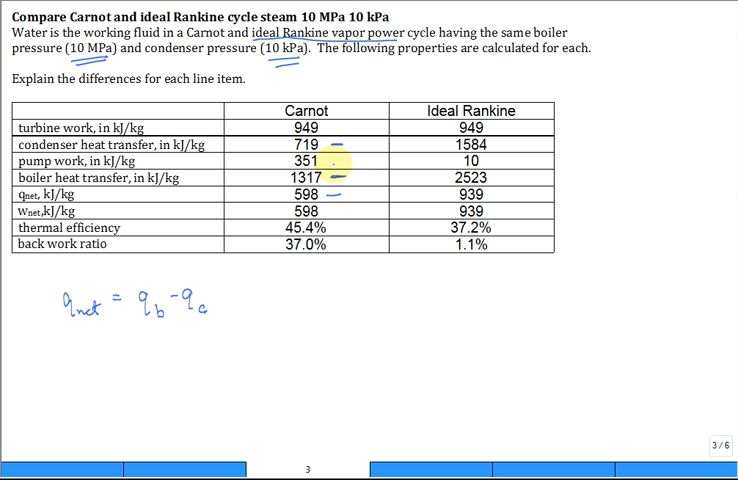 Compare Carnot and ideal Rankine cycle steam 10 MPa 10 kPa
Water is the working fluid in a Carnot and ideal Rankine vapor power cycle having the same boiler
pressure (10 MPa) and condenser pressure (10 kPa). The following properties are calculated for each.
Explain the differences for each line item.
Carnot Ideal Rankine
turbine work, in kJ/kg 949 949
condenser heat transfer, in kJ/kg 719 1584
pump work, in kJ/kg 351 10
boiler heat transfer, in kJ/kg 1317 2523
qnet, kJ/kg 598 939
Wnet,kJ/kg 598 939
thermal efficiency 45.4% 37.2%
back work ratio 37.0% 1.1%
qnet = qb - qc
3/6
3